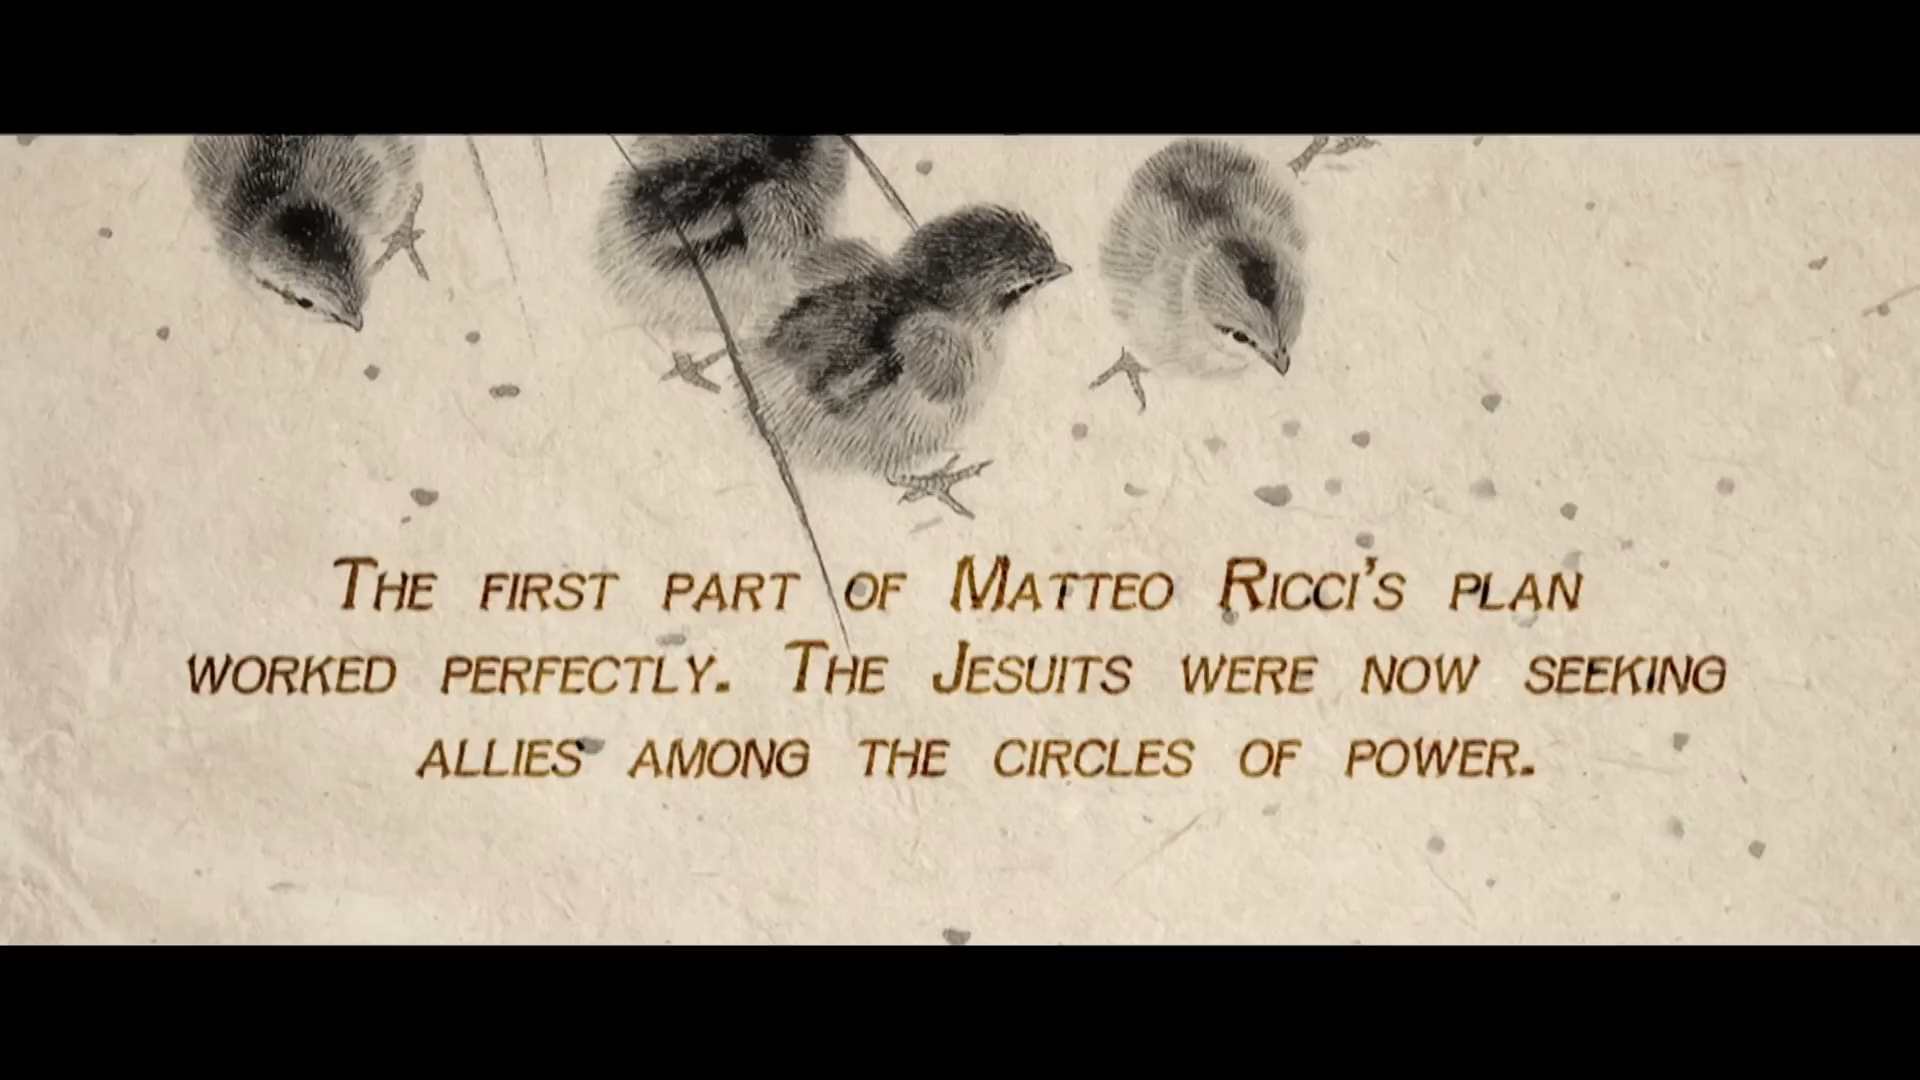 The first part of Matteo Ricci's plan
worked perfectly. The Jesuits were now seeking
allies among the circles of power.